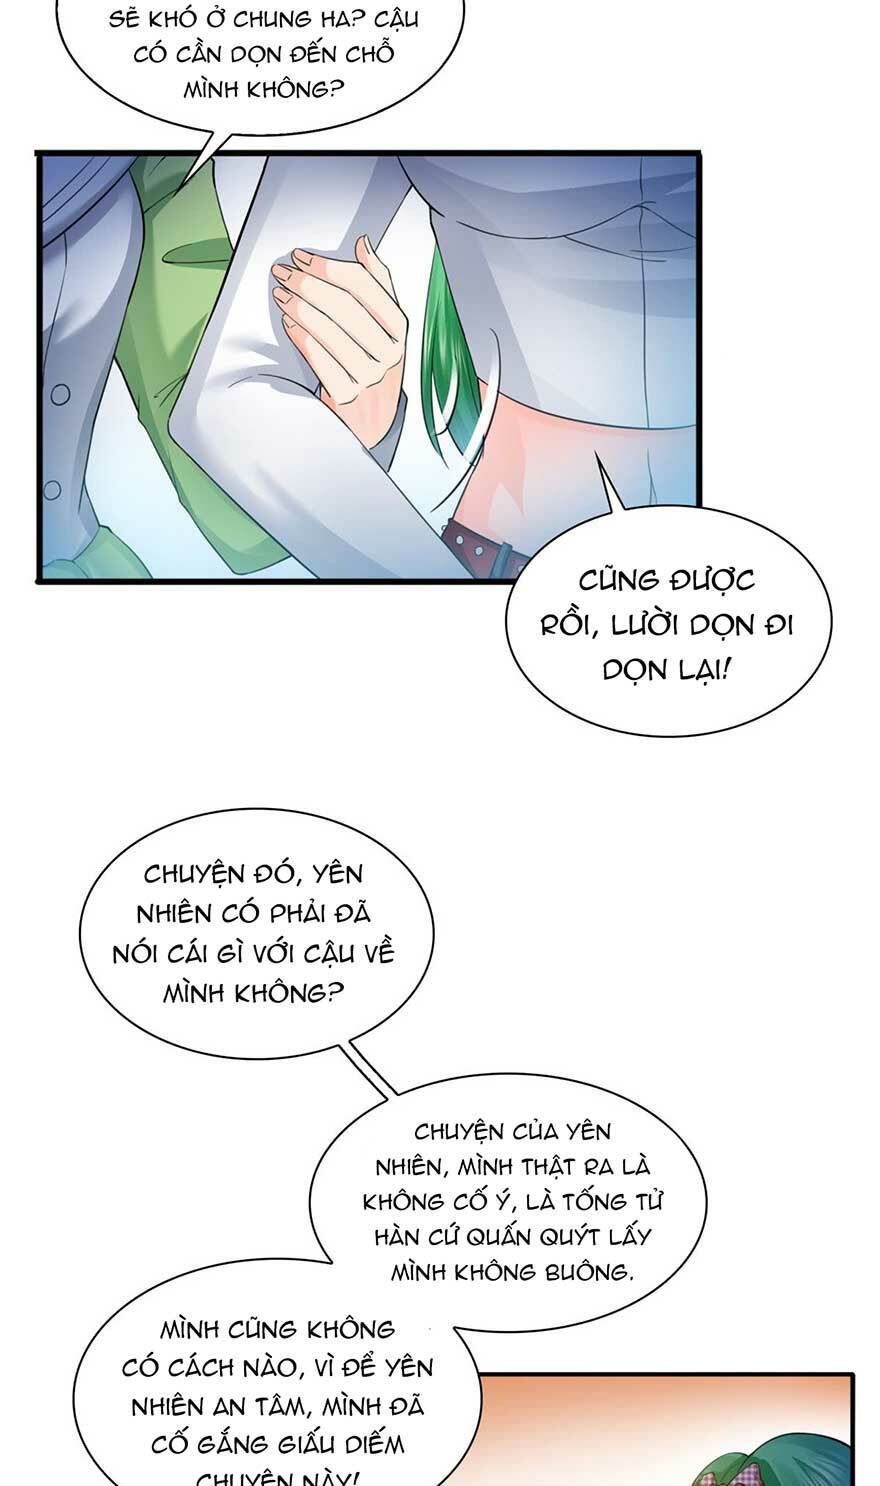 SẼ KHÓ Ở CHUNG HA? CẬU
CÓ CẦN DỌN ĐẾN CHỖ
MÌNH KHÔNG?
CŨNG ĐƯỢC
RỒI, LƯỜI DỌN ĐI
DỌN LẠI!
CHUYỆN ĐÓ, YÊN
NHIÊN CÓ PHẢI ĐÃ
NÓI CÁI GÌ VỚI CẬU VỀ
MÌNH KHÔNG?
CHUYỆN CỦA YÊN
NHIÊN, MÌNH THẬT RA LÀ
KHÔNG CỐ Ý, LÀ TỐNG TỬ
HÀN CỨ QUẤN QUÝT LẤY
MÌNH KHÔNG BUÔNG.
MÌNH CŨNG KHÔNG
CÓ CÁCH NÀO, VÌ ĐỂ YÊN
NHIÊN AN TÂM, MÌNH ĐÃ
CỐ GẮNG GIẤU DIẾM
CHUYỆN NÀY!